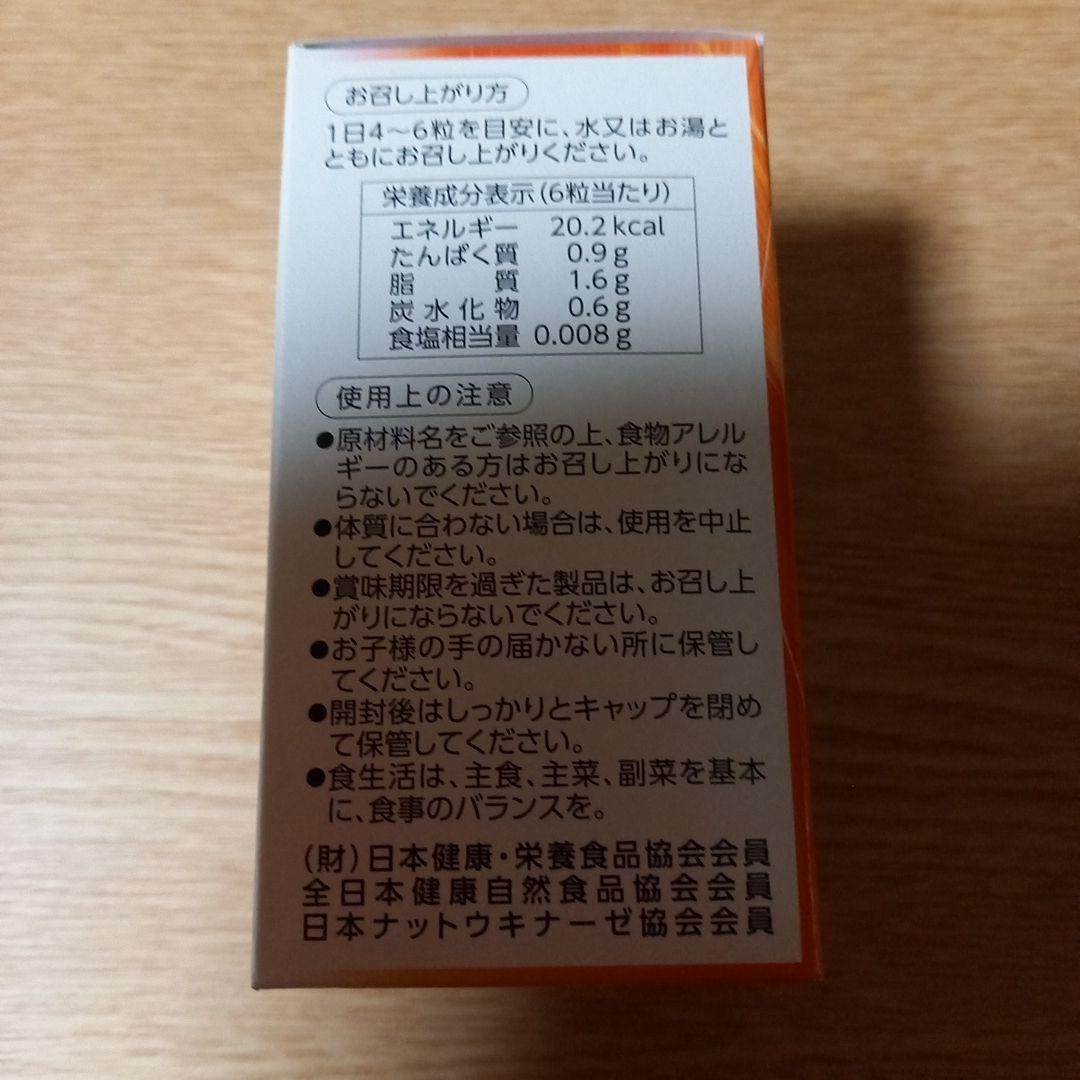 お召し上がり方
1日4〜6粒を目安に、水又はお湯と
ともにお召し上がりください。
栄養成分表示(6粒当たり)
エネルギー 20.2kcal
たんぱく質 0.9g
脂質 1.6g
炭水化物 0.6g
食塩相当量 0.008g
使用上の注意
●原材料名をご参照の上、食物アレル
ギーのある方はお召し上がりにな
らないでください。
●体質に合わない場合は、使用を中止
してください。
●賞味期限を過ぎた製品は、お召し上
がりにならないでください。
●お子様の手の届かない所に保管し
てください。
●開封後はしっかりとキャップを閉め
て保管してください。
●食生活は、主食、主菜、副菜を基本
に、食事のバランスを。
(財)日本健康・栄養食品協会会員
全日本健康自然食品協会会員
日本ナットウキナーゼ協会会員